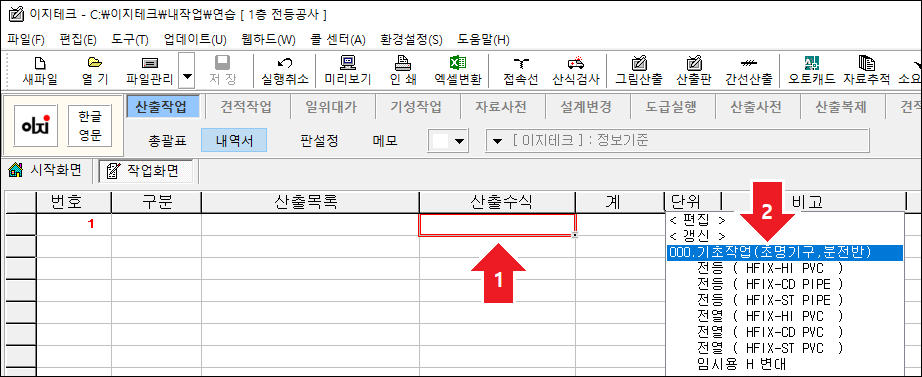 이지테크 - C:\이지테크\내작업\연습 [ 1층 전등공사 ]
파일(F) 편집(E) 도구(T) 업데이트(U) 웹하드(W) 콜 센터(A) 환경설정(S) 도움말(H)
새파일 열 기 파일관리 저 장 실행취소 미리보기 인 쇄 엑셀변환 접속선 산식검사 그림산출 산출판 간선산출 오토캐드 자료추적 소요
산출작업 견적작업 일위대가 기성작업 자료사전 설계변경 도급실행 산출사전 산출복제 견적
이지 한글
영문
총괄표 내역서 판설정 메모 [ 이지테크 ] : 정보기준
시작화면 작업화면
번호 구분 산출목록 산출수식 계 단위 비고
1
< 편집 >
< 갱신 >
000.기초작업(조명기구,분전반)
전등 ( HFIX-HI PVC )
전등 ( HFIX-CD PIPE )
전등 ( HFIX-ST PIPE )
전열 ( HFIX-HI PVC )
전열 ( HFIX-CD PVC )
전열 ( HFIX-ST PVC )
임시용 H 변대
1
2